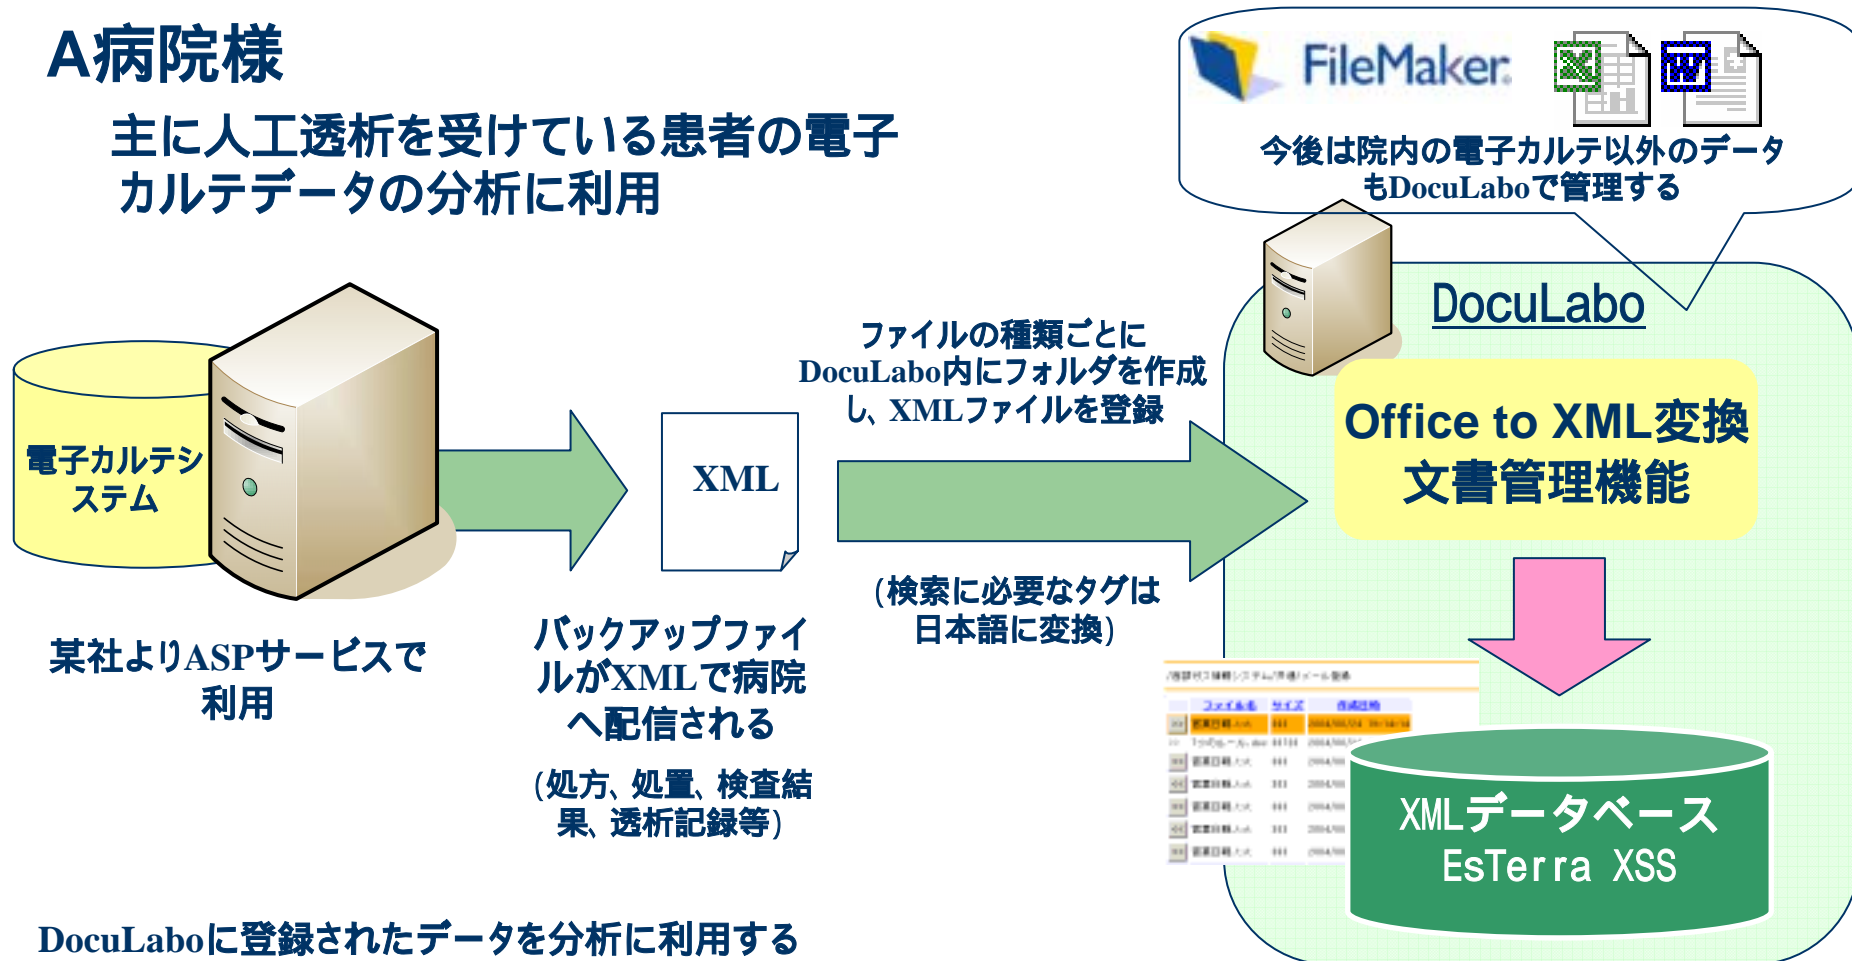 A病院様
主に人工透析を受けている患者の電子
カルテデータの分析に利用
FileMaker.
今後は院内の電子カルテ以外のデータ
もDocuLaboで管理する
電子カルテシ
ステム
某社よりASPサービスで
利用
XML
バックアップファイ
ルがXMLで病院
へ配信される
(処方、処置、検査結
果、透析記録等)
ファイルの種類ごとに
DocuLabo内にフォルダを作成
し、XMLファイルを登録
(検索に必要なタグは
日本語に変換)
DocuLabo
Office to XML変換
文書管理機能
ファイル名 サイズ 作成日時
XMLデータベース
EsTerra XSS
DocuLaboに登録されたデータを分析に利用する